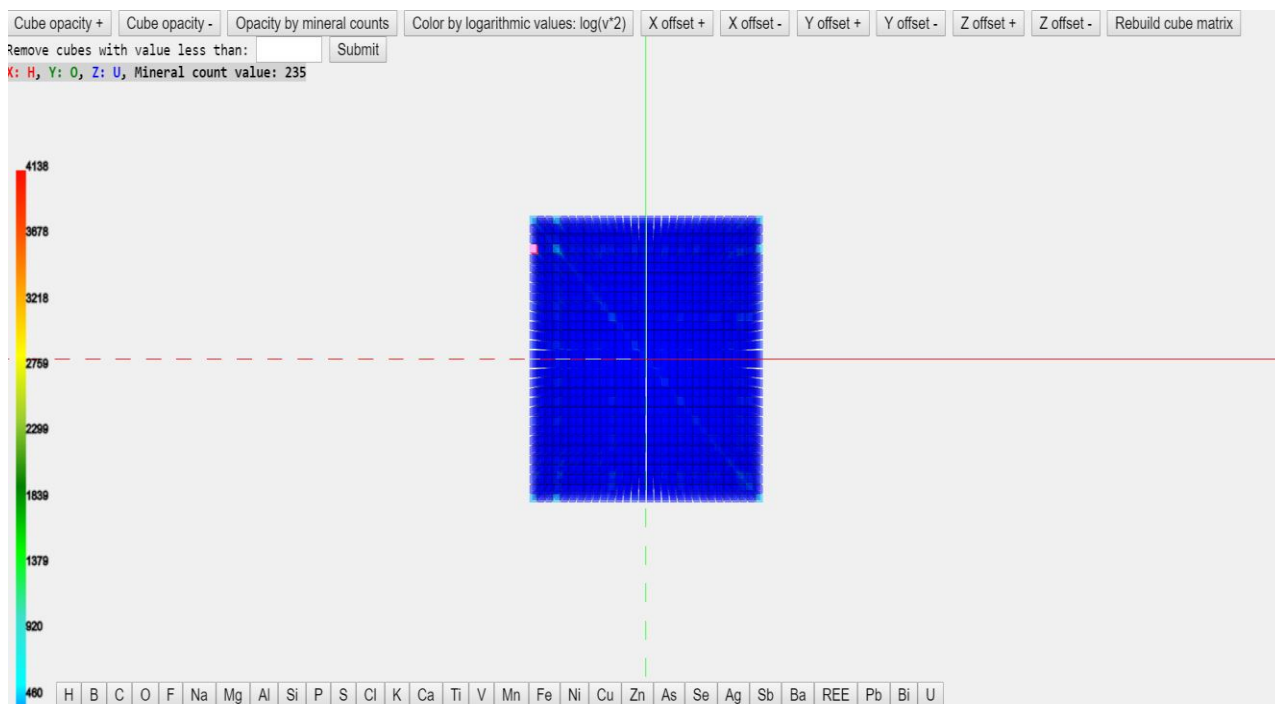 Cube opacity + Cube opacity - Opacity by mineral counts Color by logarithmic values: log(v*2) X offset + X offset - Y offset + Y offset - Z offset + Z offset - Rebuild cube matrix
Remove cubes with value less than: Submit
X: H, Y: O, Z: U, Mineral count value: 235
4138
3678
3218
2759
2299
1839
1379
920
460
H B C O F Na Mg Al Si P S Cl K Ca Ti V Mn Fe Ni Cu Zn As Se Ag Sb Ba REE Pb Bi U